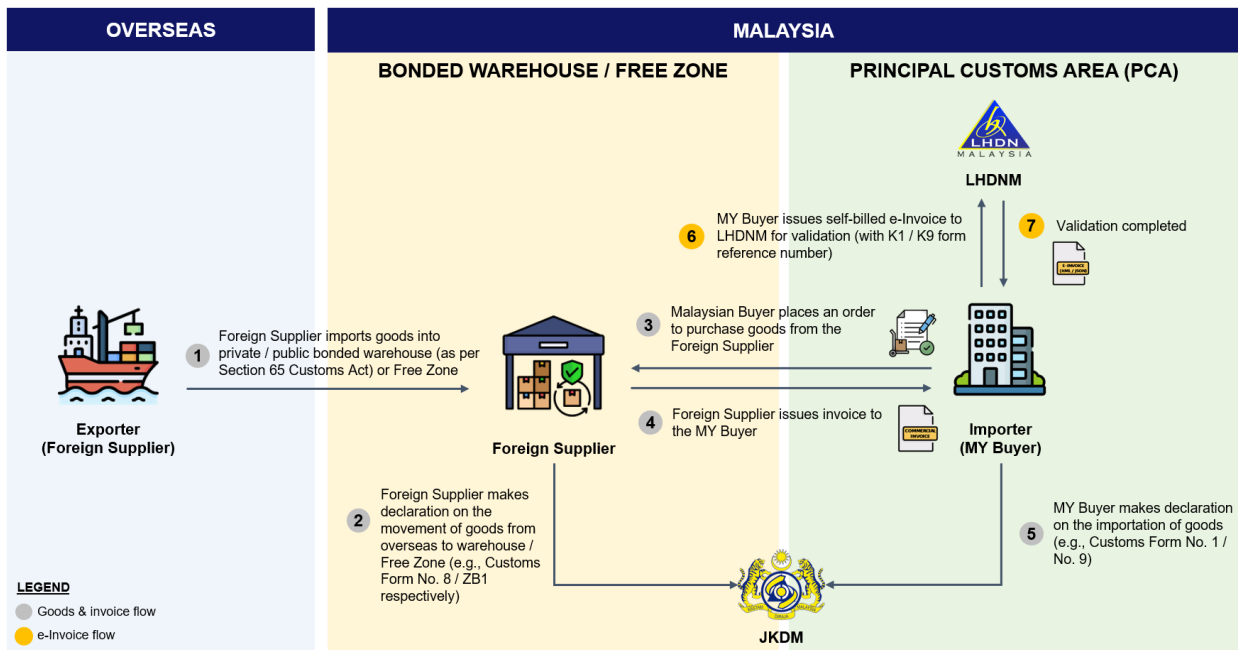 OVERSEAS
MALAYSIA
BONDED WAREHOUSE / FREE ZONE
PRINCIPAL CUSTOMS AREA (PCA)
LHDN
MALAYSIA
LHDNM
6
MY Buyer issues self-billed e-Invoice to
LHDNM for validation (with K1 / K9 form
reference number)
7
Validation completed
E-INVOICE
(XML / JSON)
1
Foreign Supplier imports goods into
private / public bonded warehouse (as per
Section 65 Customs Act) or Free Zone
3
Malaysian Buyer places an order
to purchase goods from the
Foreign Supplier
4
Foreign Supplier issues invoice to
the MY Buyer
COMMERCIAL
INVOICE
Exporter
(Foreign Supplier)
Foreign Supplier
Importer
(MY Buyer)
2
Foreign Supplier makes
declaration on the
movement of goods from
overseas to warehouse /
Free Zone (e.g., Customs
Form No. 8 / ZB1
respectively)
5
MY Buyer makes declaration
on the importation of goods
(e.g., Customs Form No. 1 /
No. 9)
JKDM
LEGEND
Goods & invoice flow
e-Invoice flow